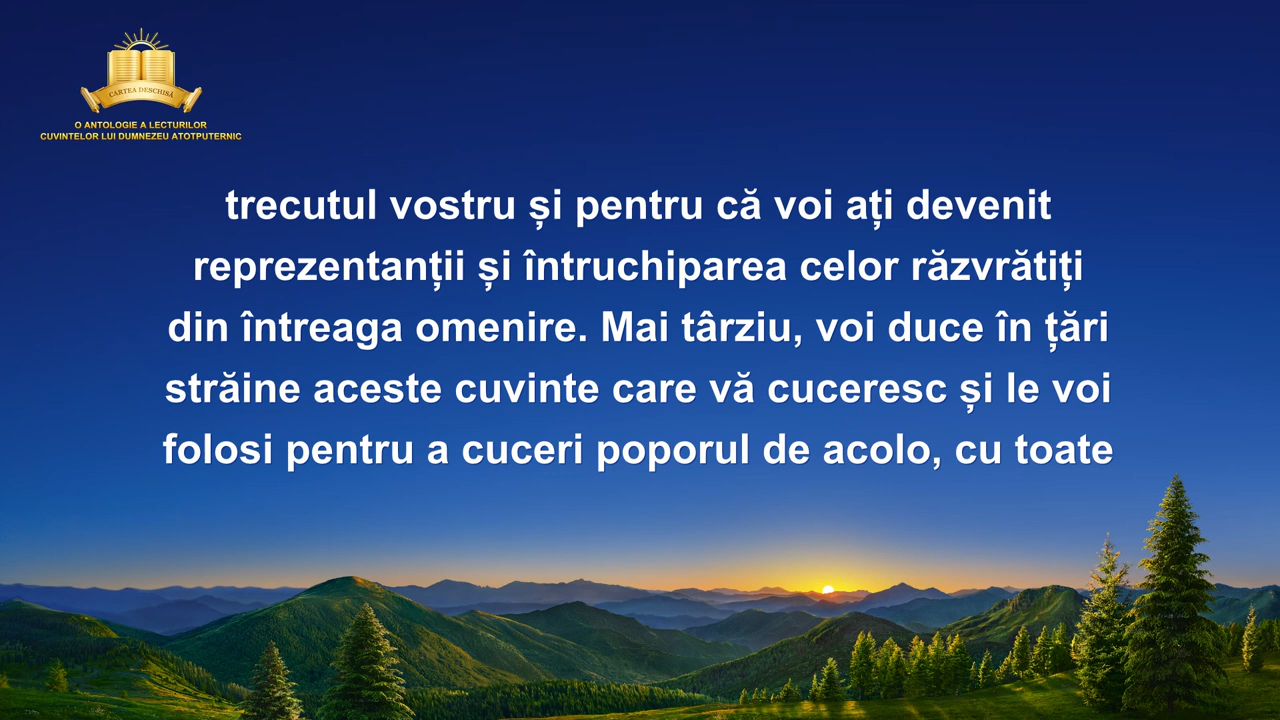 CARTEA DESCHISĂ
O ANTOLOGIE A LECTURILOR
CUVINTELOR LUI DUMNEZEU ATOTPUTERNIC
trecutul vostru și pentru că voi ați devenit
reprezentanții și întruchiparea celor răzvrătiți
din întreaga omenire. Mai târziu, voi duce în țări
străine aceste cuvinte care vă cuceresc și le voi
folosi pentru a cuceri poporul de acolo, cu toate